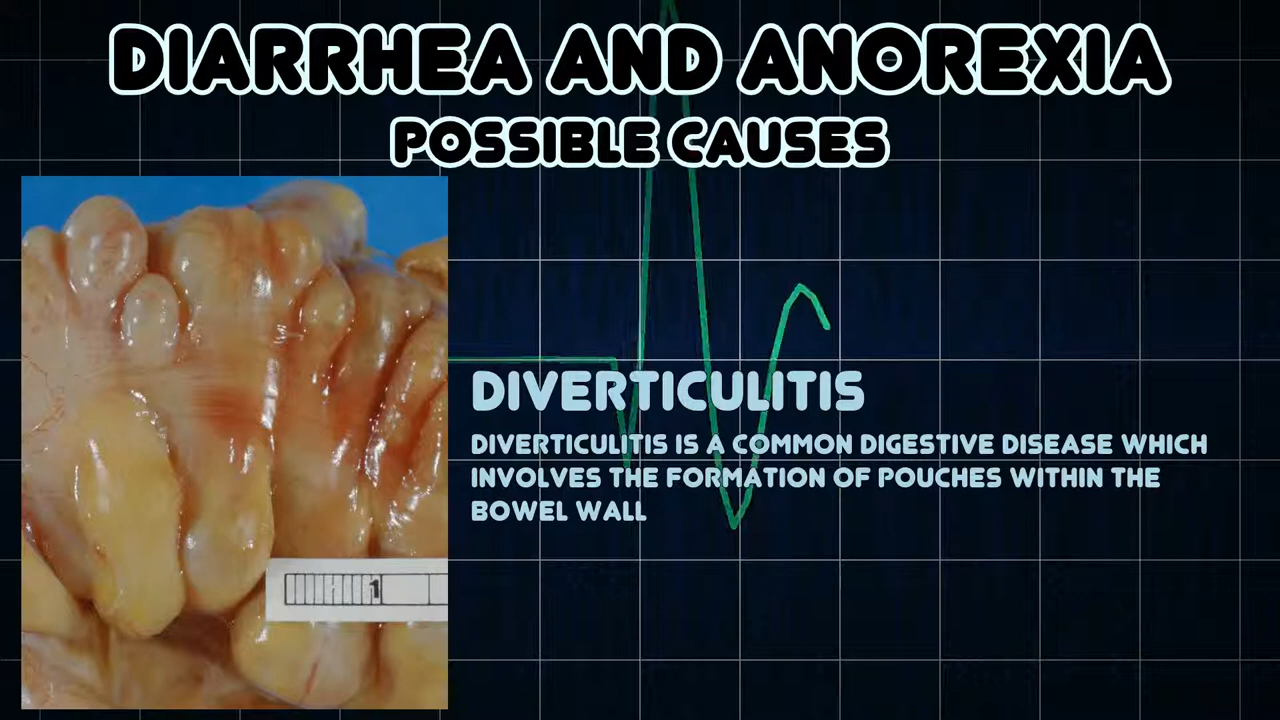 DIARRHEA AND ANOREXIA
POSSIBLE CAUSES
DIVERTICULITIS
DIVERTICULITIS IS A COMMON DIGESTIVE DISEASE WHICH
INVOLVES THE FORMATION OF POUCHES WITHIN THE
BOWEL WALL
1